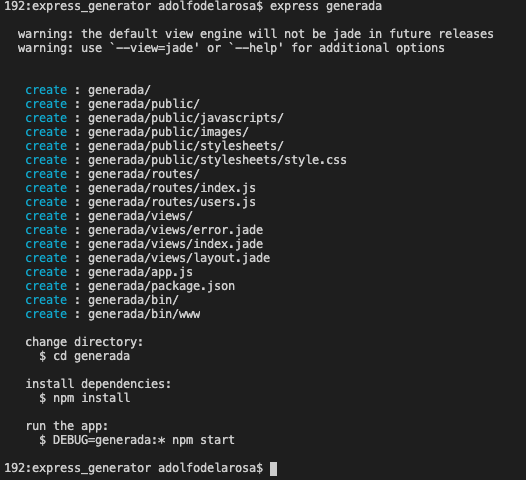 192:express_generator adolfodelarosa$ express generada
warning: the default view engine will not be jade in future releases
warning: use `--view=jade' or `--help' for additional options
create : generada/
create : generada/public/
create : generada/public/javascripts/
create : generada/public/images/
create : generada/public/stylesheets/
create : generada/public/stylesheets/style.css
create : generada/routes/
create : generada/routes/index.js
create : generada/routes/users.js
create : generada/views/
create : generada/views/error.jade
create : generada/views/index.jade
create : generada/views/layout.jade
create : generada/app.js
create : generada/package.json
create : generada/bin/
create : generada/bin/www
change directory:
$ cd generada
install dependencies:
$ npm install
run the app:
$ DEBUG=generada:* npm start
192:express_generator adolfodelarosa$